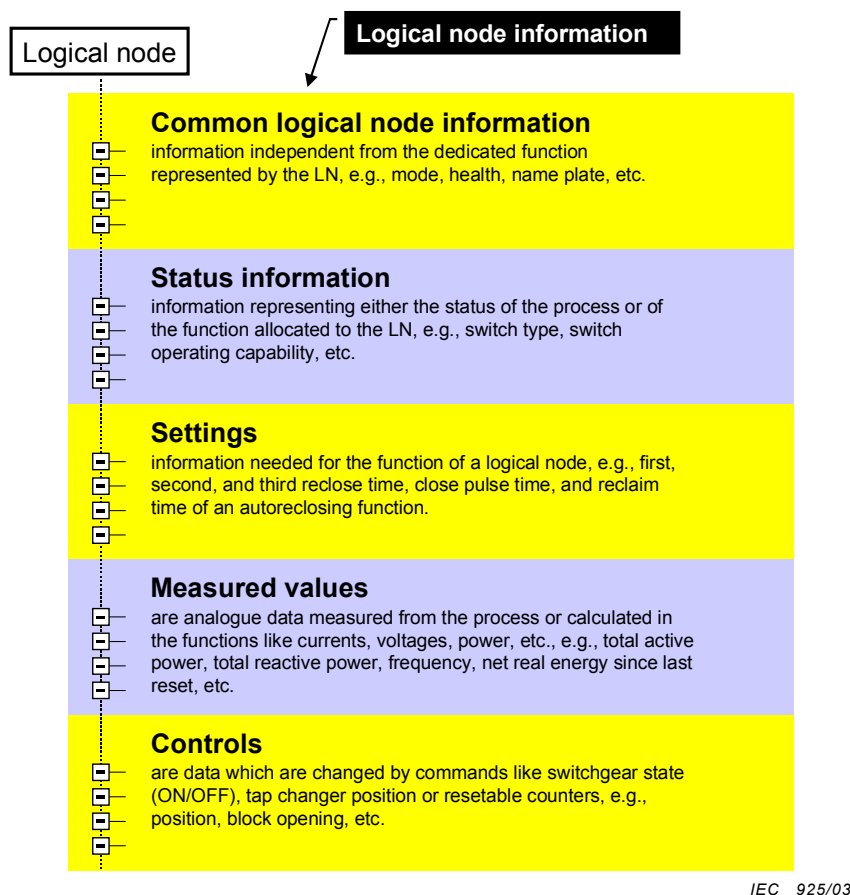 Logical node information
Logical node
Common logical node information
information independent from the dedicated function
represented by the LN, e.g., mode, health, name plate, etc.
Status information
information representing either the status of the process or of
the function allocated to the LN, e.g., switch type, switch
operating capability, etc.
Settings
information needed for the function of a logical node, e.g., first,
second, and third reclose time, close pulse time, and reclaim
time of an autoreclosing function.
Measured values
are analogue data measured from the process or calculated in
the functions like currents, voltages, power, etc., e.g., total active
power, total reactive power, frequency, net real energy since last
reset, etc.
Controls
are data which are changed by commands like switchgear state
(ON/OFF), tap changer position or resetable counters, e.g.,
position, block opening, etc.
IEC 925/03